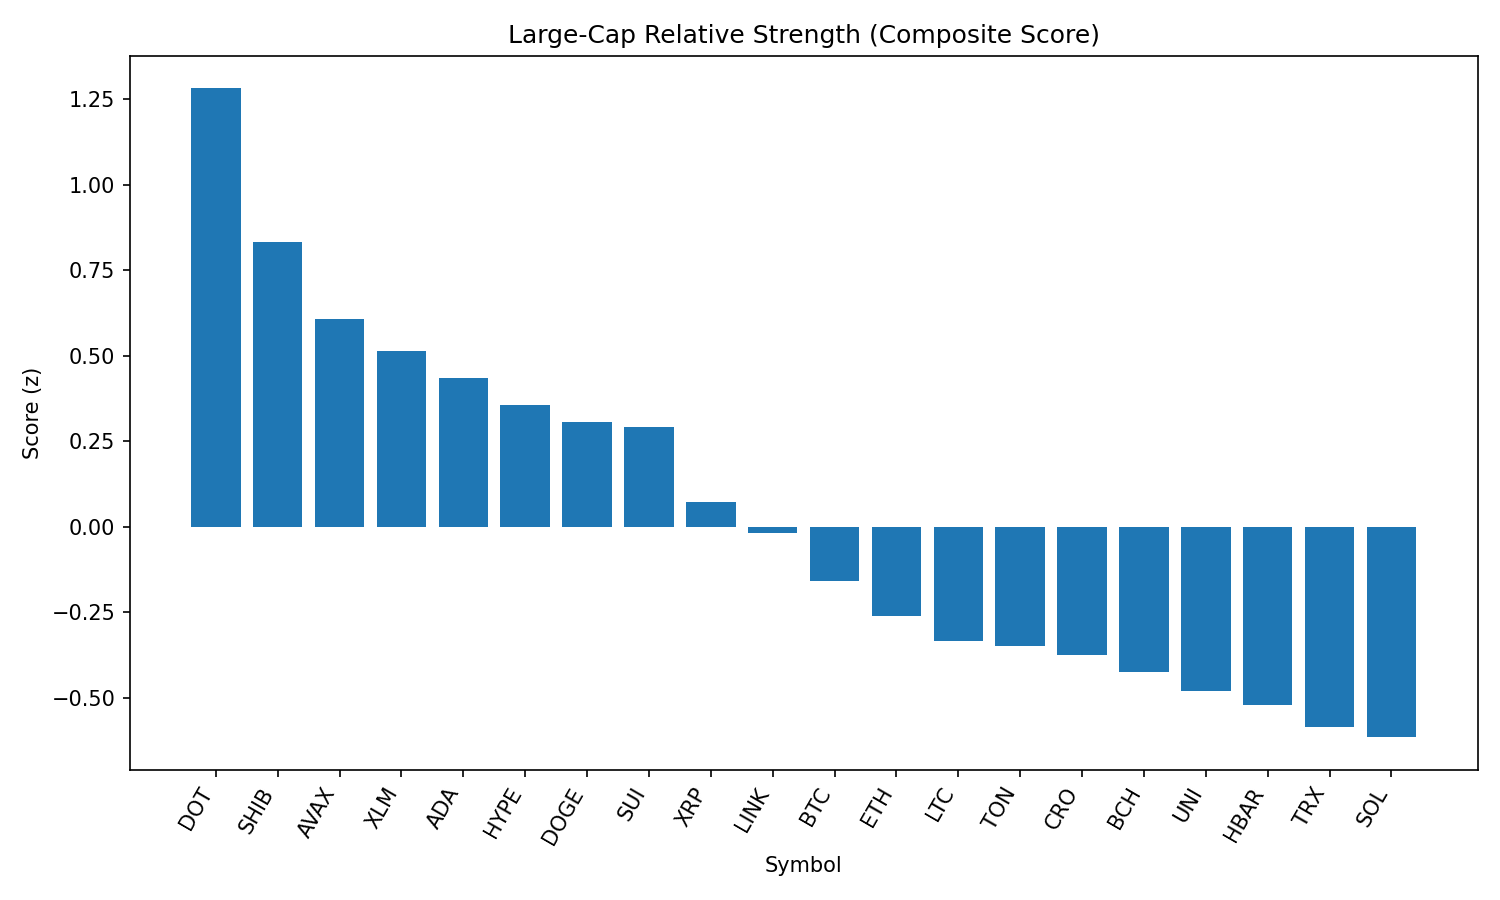 Large-Cap Relative Strength (Composite Score)
1.25
1.00
0.75
0.50
0.25
0.00
−0.25
−0.50
Score (z)
DOT
SHIB
AVAX
XLM
ADA
HYPE
DOGE
SUI
XRP
LINK
BTC
ETH
LTC
TON
CRO
BCH
UNI
HBAR
TRX
SOL
Symbol